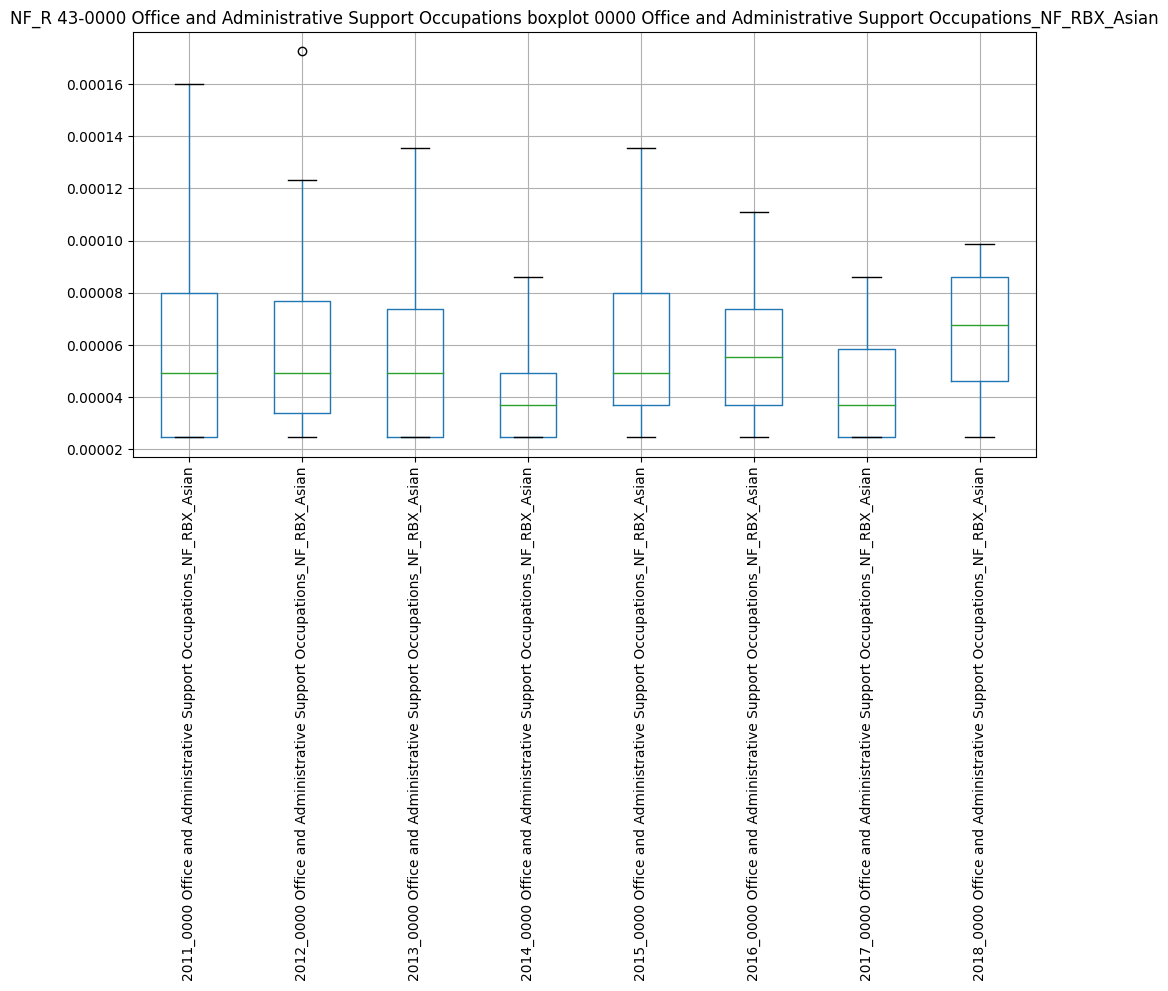 NF_R 43-0000 Office and Administrative Support Occupations boxplot 0000 Office and Administrative Support Occupations_NF_RBX_Asian
0.00016
0.00014
0.00012
0.00010
0.00008
0.00006
0.00004
0.00002
2011_0000 Office and Administrative Support Occupations_NF_RBX_Asian
2012_0000 Office and Administrative Support Occupations_NF_RBX_Asian
2013_0000 Office and Administrative Support Occupations_NF_RBX_Asian
2014_0000 Office and Administrative Support Occupations_NF_RBX_Asian
2015_0000 Office and Administrative Support Occupations_NF_RBX_Asian
2016_0000 Office and Administrative Support Occupations_NF_RBX_Asian
2017_0000 Office and Administrative Support Occupations_NF_RBX_Asian
2018_0000 Office and Administrative Support Occupations_NF_RBX_Asian